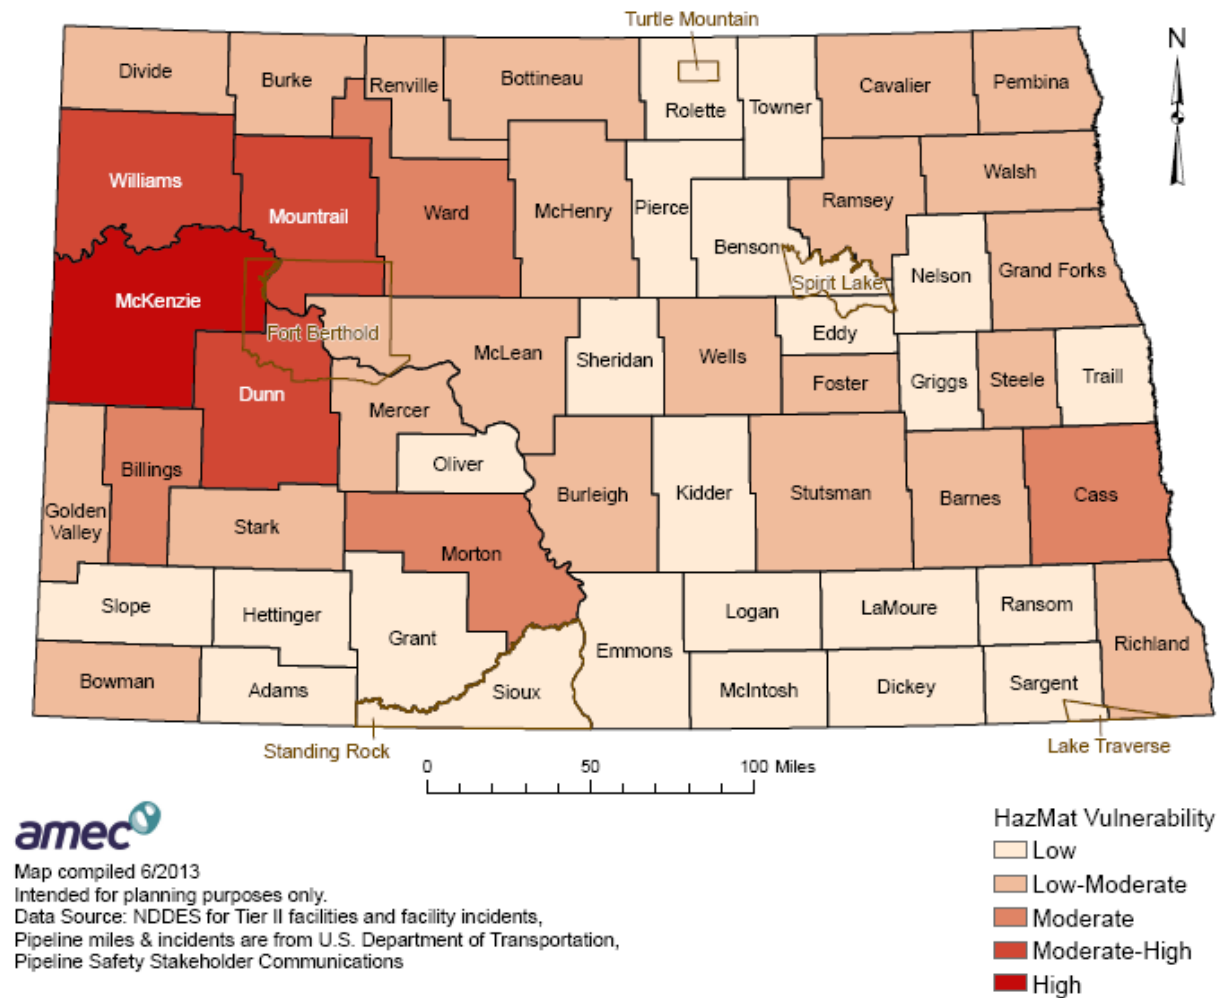 Turtle Mountain
N
Divide
Burke
Renville
Bottineau
Rolette
Towner
Cavalier
Pembina
Williams
Mountrail
Ward
McHenry
Pierce
Benson
Ramsey
Walsh
Spirit Lake
Nelson
Grand Forks
McKenzie
Fort Berthold
Dunn
McLean
Sheridan
Wells
Eddy
Foster
Griggs
Steele
Traill
Mercer
Oliver
Billings
Golden
Valley
Stark
Burleigh
Kidder
Stutsman
Barnes
Cass
Morton
Slope
Hettinger
Grant
Emmons
Logan
LaMoure
Ransom
Richland
Bowman
Adams
Sioux
McIntosh
Dickey
Sargent
Standing Rock
Lake Traverse
0 50 100 Miles
amec
Map compiled 6/2013
Intended for planning purposes only.
Data Source: NDDES for Tier II facilities and facility incidents,
Pipeline miles & incidents are from U.S. Department of Transportation,
Pipeline Safety Stakeholder Communications
HazMat Vulnerability
Low
Low-Moderate
Moderate
Moderate-High
High